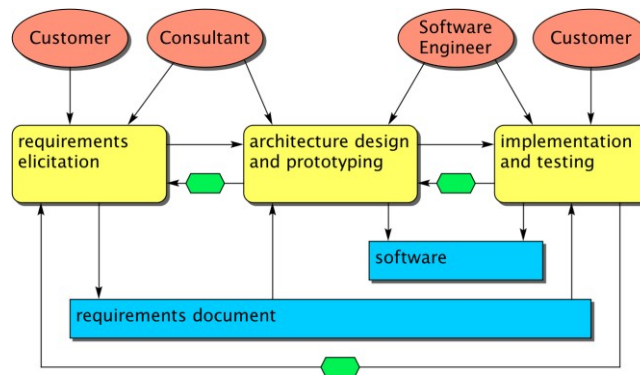 Customer
Consultant
Software
Engineer
Customer
requirements
elicitation
architecture design
and prototyping
implementation
and testing
software
requirements document